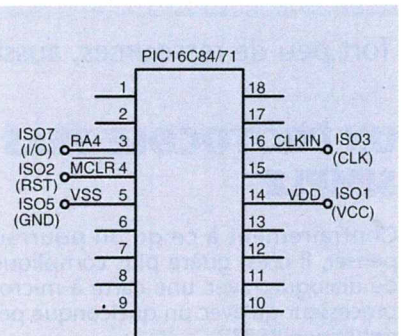 PIC16C84/71
1 18
2 17
ISO7 (I/O) RA4 3 16 CLKIN ISO3 (CLK)
ISO2 (RST) MCLR 4 15
ISO5 (GND) VSS 5 14 VDD ISO1 (VCC)
6 13
7 12
8 11
9 10